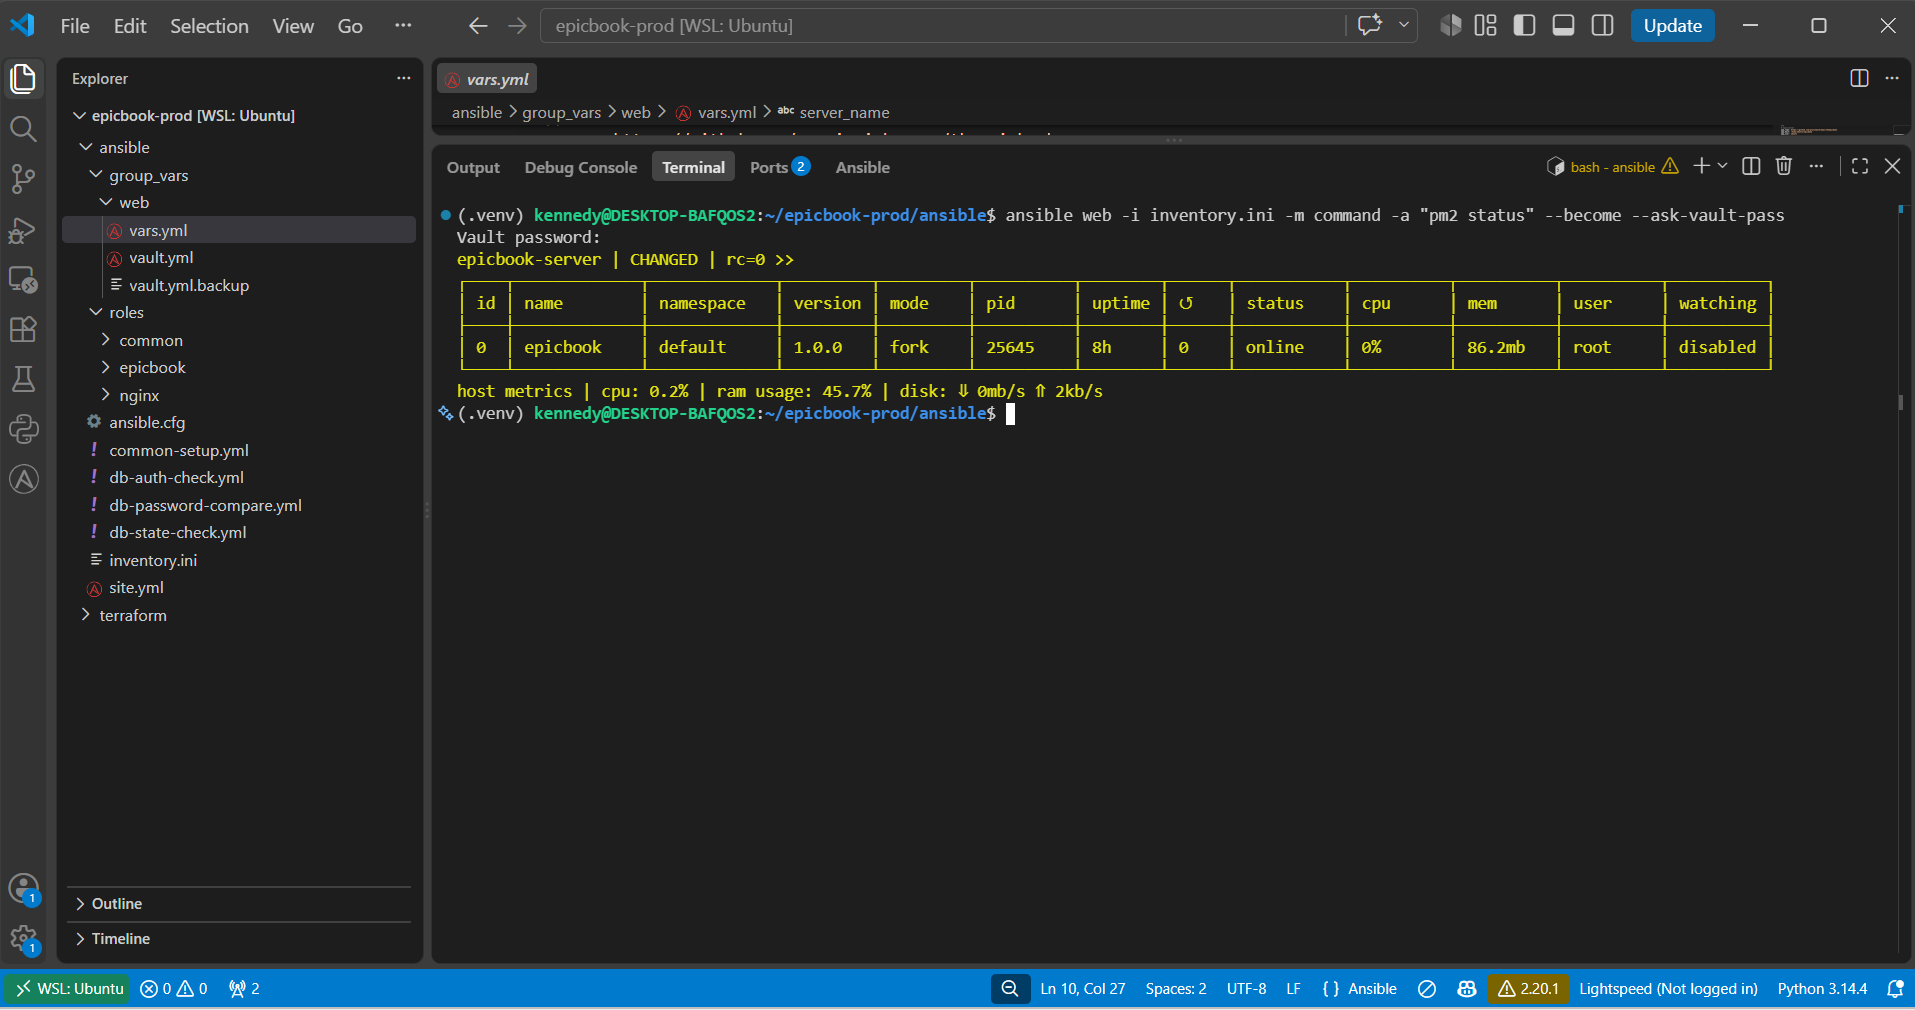 File Edit Selection View Go ···
epicbook-prod [WSL: Ubuntu]
Update
Explorer
epicbook-prod [WSL: Ubuntu]
ansible
group_vars
web
vars.yml
vault.yml
vault.yml.backup
roles
common
epicbook
nginx
ansible.cfg
common-setup.yml
db-auth-check.yml
db-password-compare.yml
db-state-check.yml
inventory.ini
site.yml
terraform
Outline
Timeline
1
1
vars.yml
ansible > group_vars > web > vars.yml > abc server_name
Output Debug Console Terminal Ports 2 Ansible
bash - ansible
(.venv) kennedy@DESKTOP-BAFQOS2:~/epicbook-prod/ansible$ ansible web -i inventory.ini -m command -a "pm2 status" --become --ask-vault-pass
Vault password:
epicbook-server | CHANGED | rc=0 >>
│ id │ name │ namespace │ version │ mode │ pid │ uptime │ ↺ │ status │ cpu │ mem │ user │ watching │
│ 0 │ epicbook │ default │ 1.0.0 │ fork │ 25645 │ 8h │ 0 │ online │ 0% │ 86.2mb │ root │ disabled │
host metrics | cpu: 0.2% | ram usage: 45.7% | disk: ⇓ 0mb/s ⇑ 2kb/s
(.venv) kennedy@DESKTOP-BAFQOS2:~/epicbook-prod/ansible$
WSL: Ubuntu 0 0 2
Ln 10, Col 27 Spaces: 2 UTF-8 LF { } Ansible 2.20.1 Lightspeed (Not logged in) Python 3.14.4